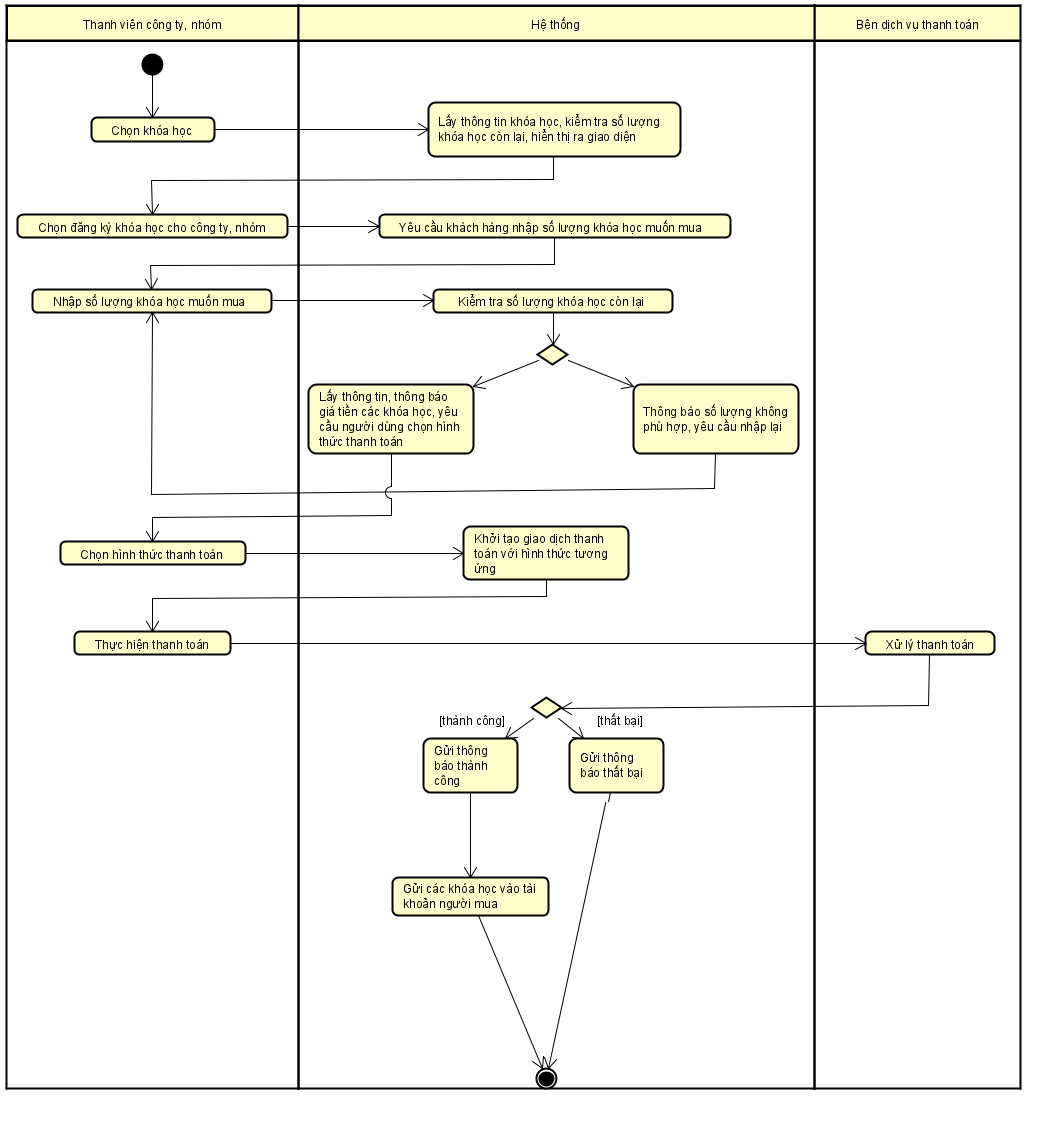 Thanh viên công ty, nhóm
Hệ thống
Bên dịch vụ thanh toán
Chọn khóa học
Lấy thông tin khóa học, kiểm tra số lượng
khóa học còn lại, hiển thị ra giao diện
Chọn đăng ký khóa học cho công ty, nhóm
Yêu cầu khách hàng nhập số lượng khóa học muốn mua
Nhập số lượng khóa học muốn mua
Kiểm tra số lượng khóa học còn lại
Lấy thông tin, thông báo
giá tiền các khóa học, yêu
cầu người dùng chọn hình
thức thanh toán
Thông báo số lượng không
phù hợp, yêu cầu nhập lại
Chọn hình thức thanh toán
Khởi tạo giao dịch thanh
toán với hình thức tương
ứng
Thực hiện thanh toán
Xử lý thanh toán
[thành công]
[thất bại]
Gửi thông
báo thành
công
Gửi thông
báo thất bại
Gửi các khóa học vào tài
khoản người mua